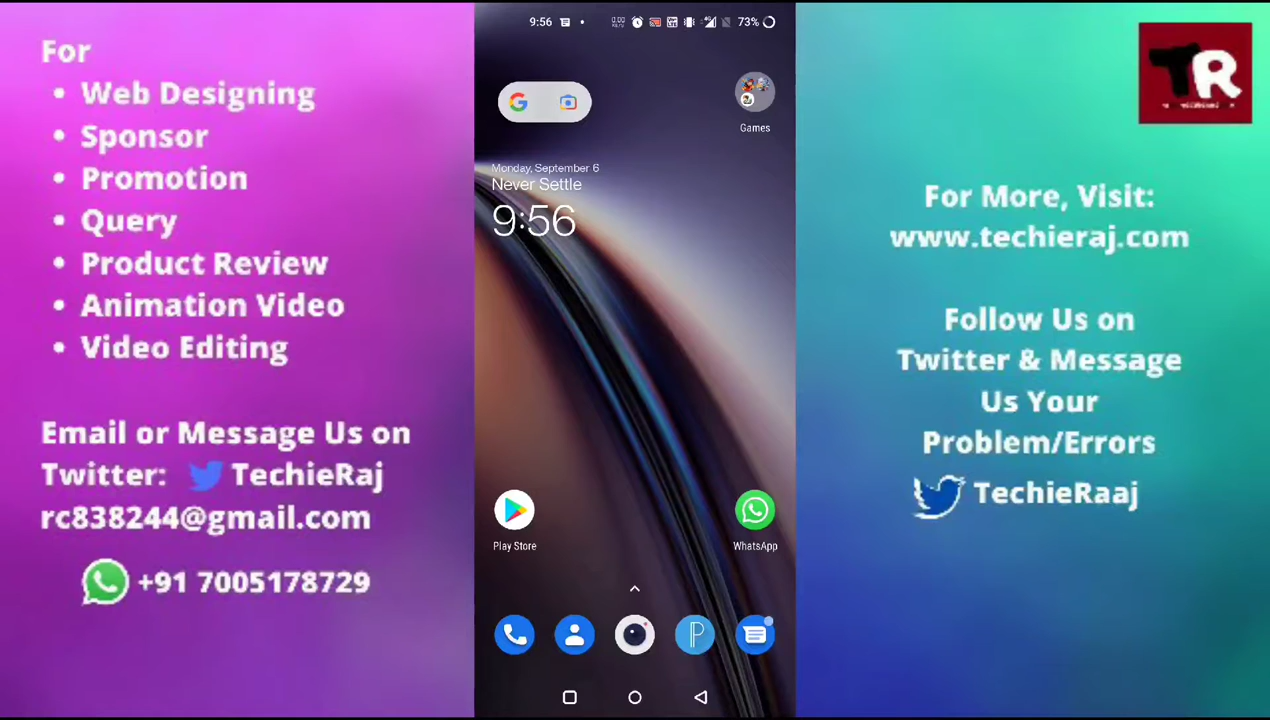 For
• Web Designing
• Sponsor
• Promotion
• Query
• Product Review
• Animation Video
• Video Editing
Email or Message Us on
Twitter: TechieRaj
rc838244@gmail.com
+91 7005178729
9:56
73%
Games
Monday, September 6
Never Settle
9:56
Play Store
WhatsApp
TR
For More, Visit:
www.techieraj.com
Follow Us on
Twitter & Message
Us Your
Problem/Errors
TechieRaaj